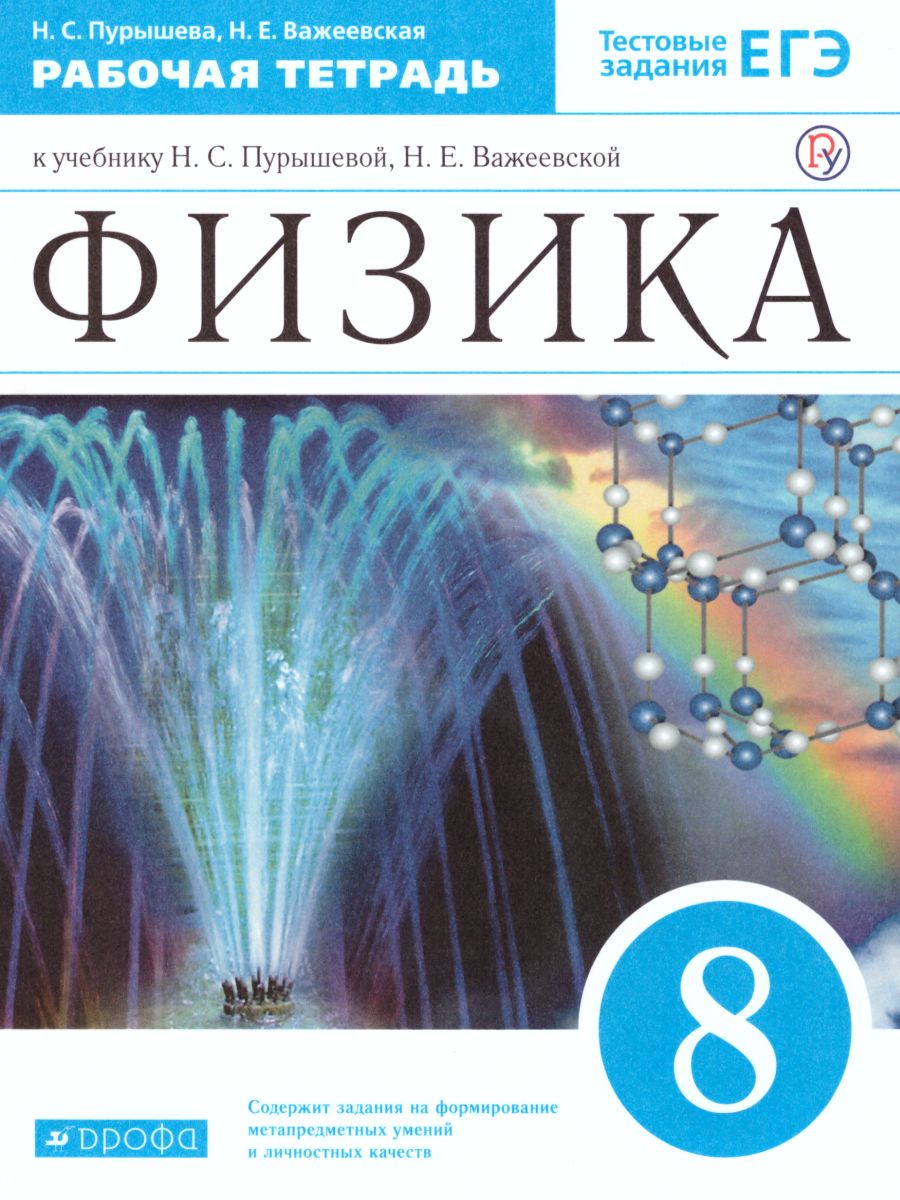 Н. С. Пурышева, Н. Е. Важеевская
РАБОЧАЯ ТЕТРАДЬ
Тестовые
задания ЕГЭ
к учебнику Н. С. Пурышевой, Н. Е. Важеевской
РУ
ФИЗИКА
8
дрофа
Содержит задания на формирование
метапредметных умений
и личностных качеств